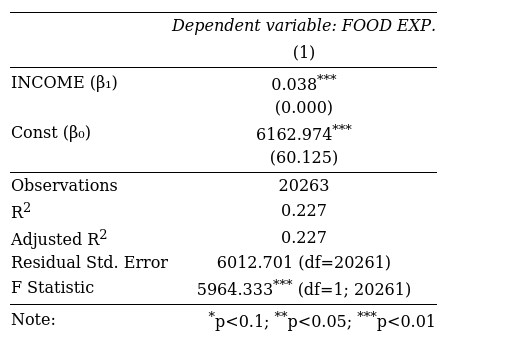 Dependent variable: FOOD EXP.
(1)
INCOME (β₁) 0.038***
(0.000)
Const (β₀) 6162.974***
(60.125)
Observations 20263
R² 0.227
Adjusted R² 0.227
Residual Std. Error 6012.701 (df=20261)
F Statistic 5964.333*** (df=1; 20261)
Note: *p<0.1; **p<0.05; ***p<0.01